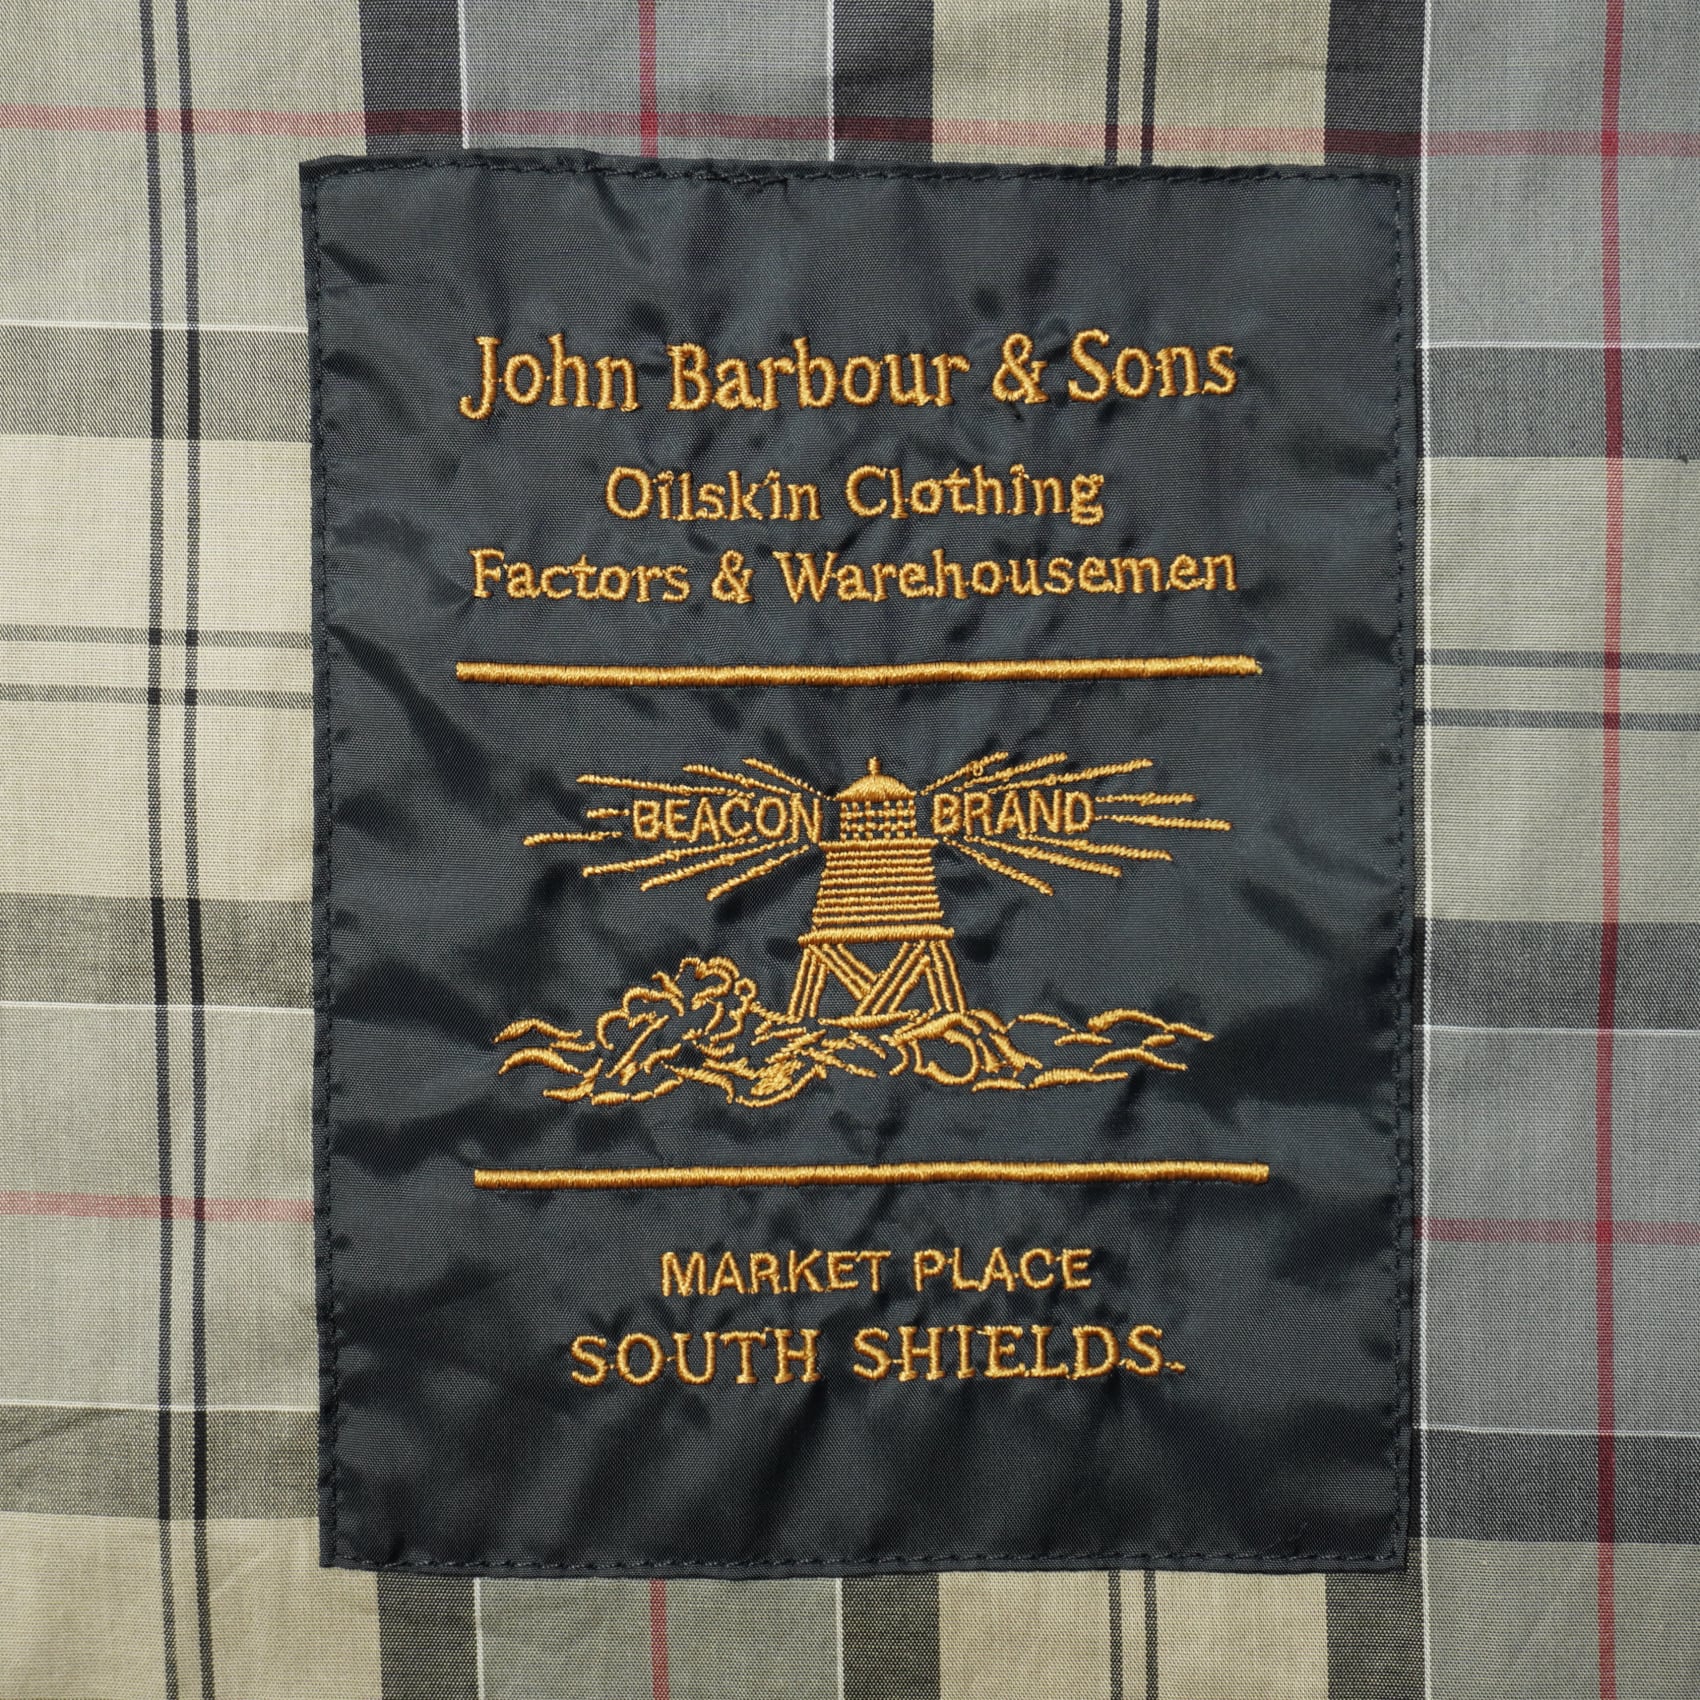 John Barbour & Sons
Oilskin Clothing
Factors & Warehousemen
BEACON BRAND
MARKET PLACE
SOUTH SHIELDS.